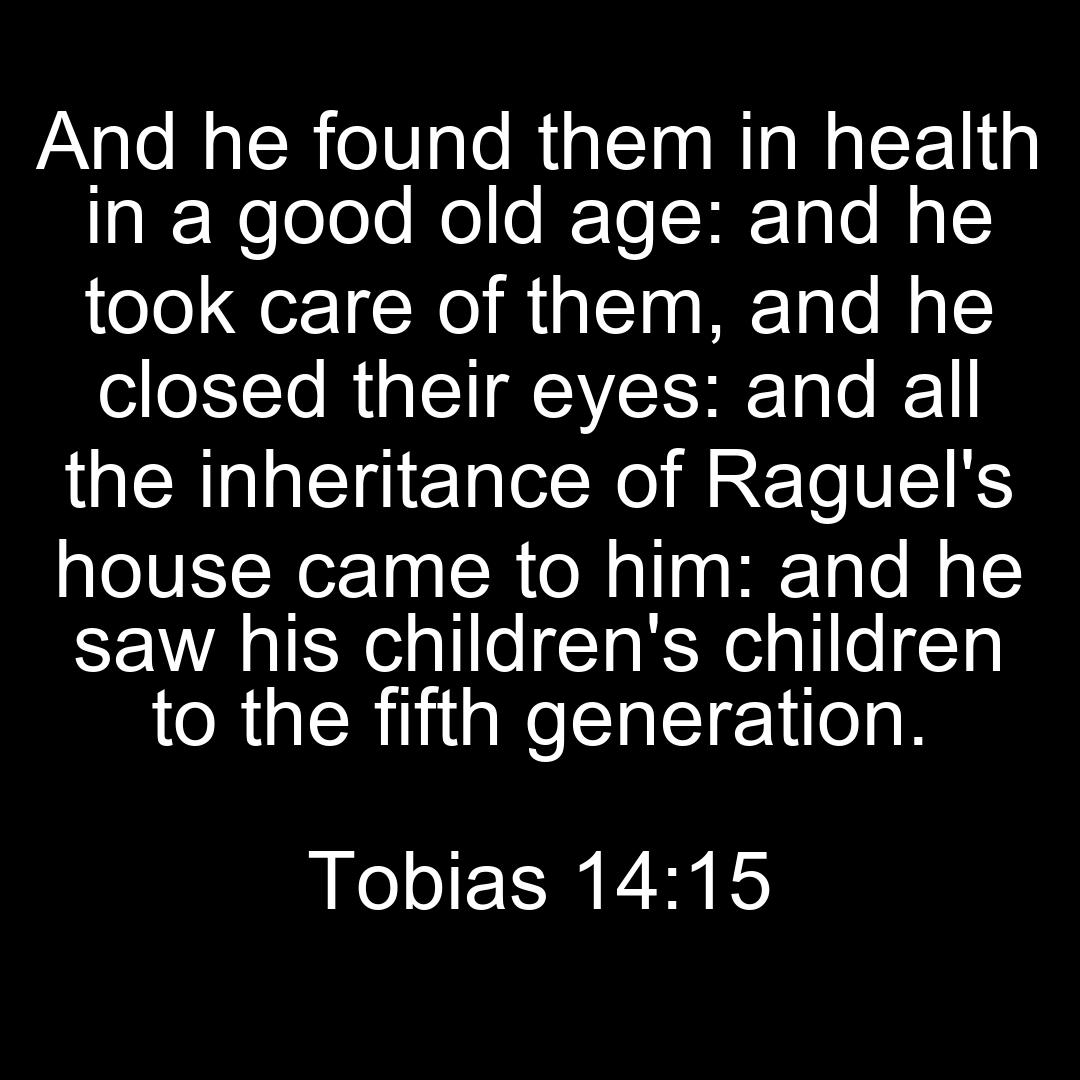 And he found them in health
in a good old age: and he
took care of them, and he
closed their eyes: and all
the inheritance of Raguel's
house came to him: and he
saw his children's children
to the fifth generation.
Tobias 14:15